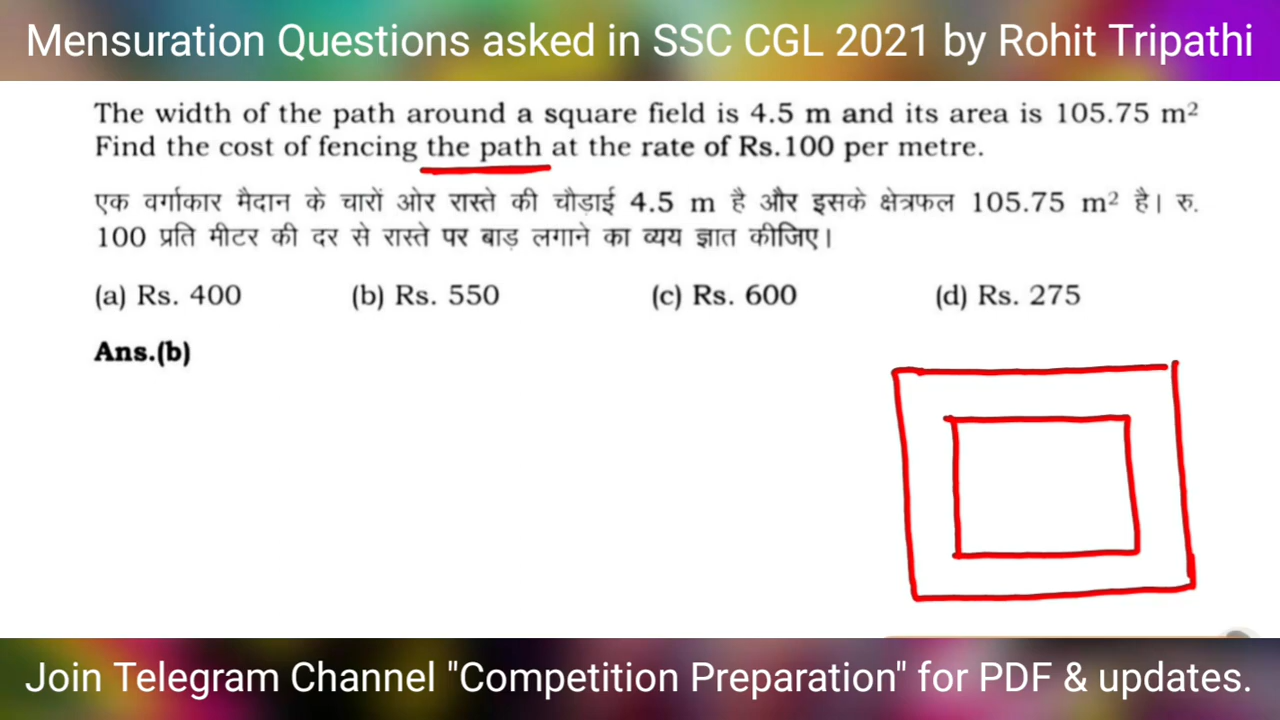 Mensuration Questions asked in SSC CGL 2021 by Rohit Tripathi
The width of the path around a square field is 4.5 m and its area is 105.75 m²
Find the cost of fencing the path at the rate of Rs.100 per metre.
एक वर्गाकार मैदान के चारों ओर रास्ते की चौड़ाई 4.5 m है और इसके क्षेत्रफल 105.75 m² है। रु.
100 प्रति मीटर की दर से रास्ते पर बाड़ लगाने का व्यय ज्ञात कीजिए।
(a) Rs. 400 (b) Rs. 550 (c) Rs. 600 (d) Rs. 275
Ans.(b)
Join Telegram Channel "Competition Preparation" for PDF & updates.